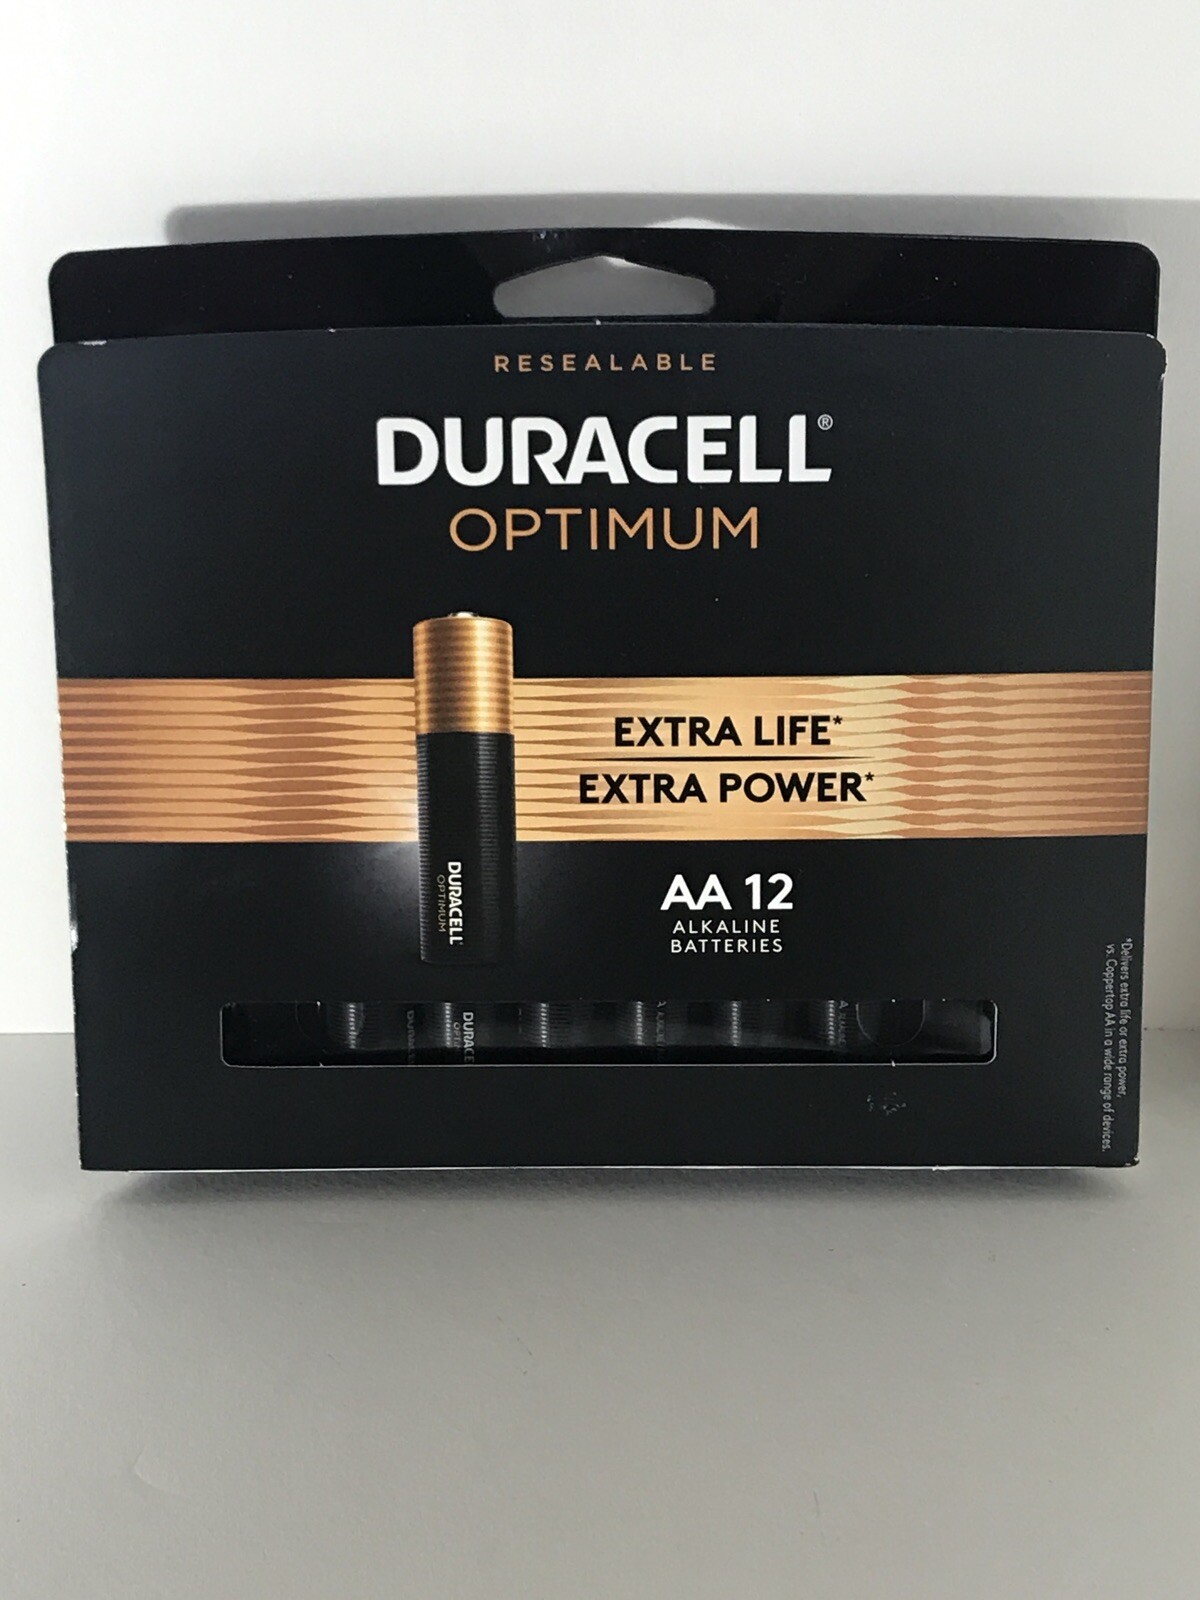 RESEALABLE
DURACELL®
OPTIMUM
EXTRA LIFE*
EXTRA POWER*
DURACELL
OPTIMUM
AA 12
ALKALINE
BATTERIES
*Delivers extra life or extra power,
vs. Coppertop AA in a wide range of devices.